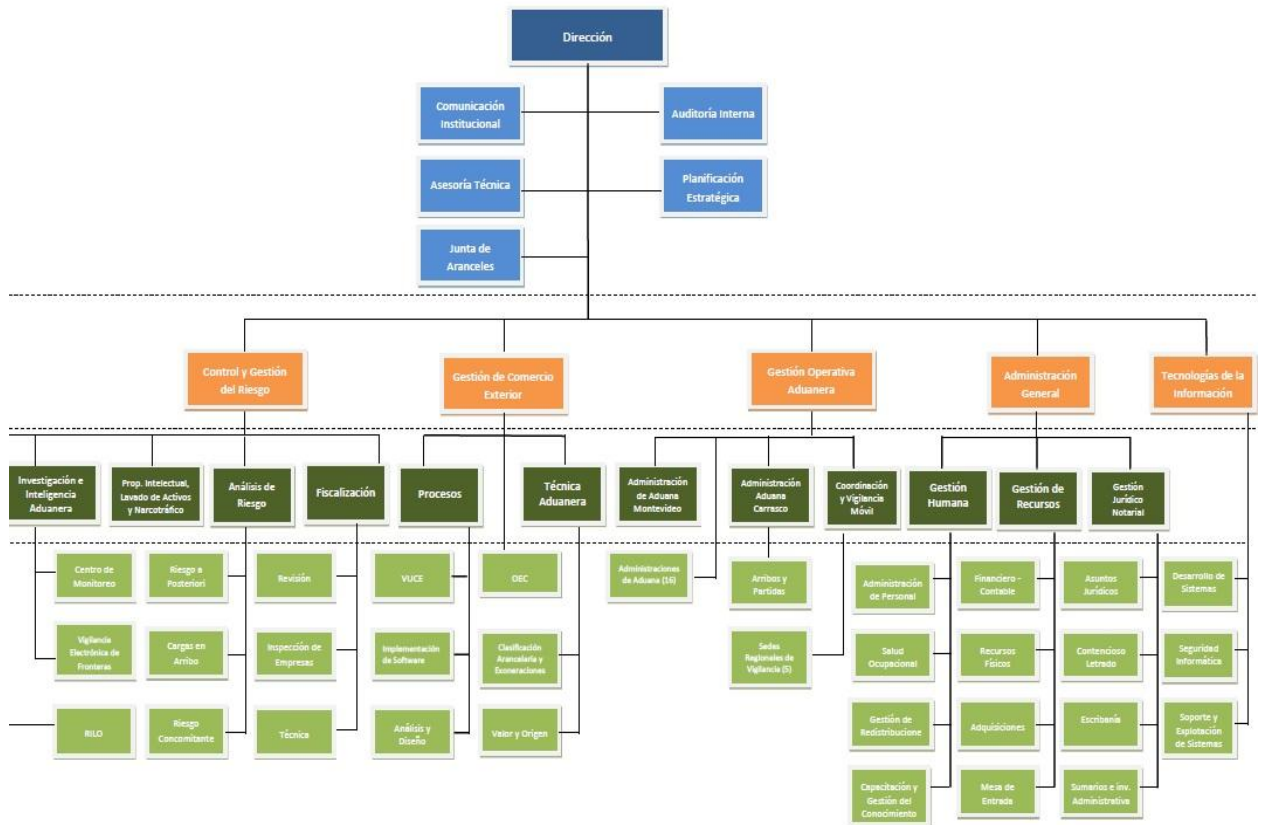 Dirección
Comunicación
Institucional
Auditoría Interna
Asesoría Técnica
Planificación
Estratégica
Junta de
Aranceles
Control y Gestión
del Riesgo
Gestión de Comercio
Exterior
Gestión Operativa
Aduanera
Administración
General
Tecnologías de la
Información
Investigación e
Inteligencia
Aduanera
Prop. Intelectual,
Lavado de Activos
y Narcotráfico
Análisis de
Riesgo
Fiscalización
Procesos
Técnica
Aduanera
Administración
de Aduana
Montevideo
Administración
Aduana
Carrasco
Coordinación
y Vigilancia
Móvil
Gestión
Humana
Gestión de
Recursos
Gestión
Jurídico
Notarial
Centro de
Monitoreo
Riesgo a
Posteriori
Revisión
VUCE
OEC
Administraciones
de Aduana (16)
Arribos y
Partidas
Administración
de Personal
Financiero -
Contable
Asuntos
Jurídicos
Desarrollo de
Sistemas
Vigilancia
Electrónica de
Fronteras
Cargas en
Arribo
Inspección de
Empresas
Implementación
de Software
Clasificación
Arancelaria y
Exoneraciones
Sedes
Regionales de
Vigilancia (5)
Salud
Ocupacional
Recursos
Físicos
Contencioso
Letrado
Seguridad
Informática
RILO
Riesgo
Concomitante
Técnica
Análisis y
Diseño
Valor y Origen
Gestión de
Redistribucione
Adquisiciones
Escribanía
Soporte y
Explotación
de Sistemas
Capacitación y
Gestión del
Conocimiento
Mesa de
Entrada
Sumarios e inv.
Administrativa